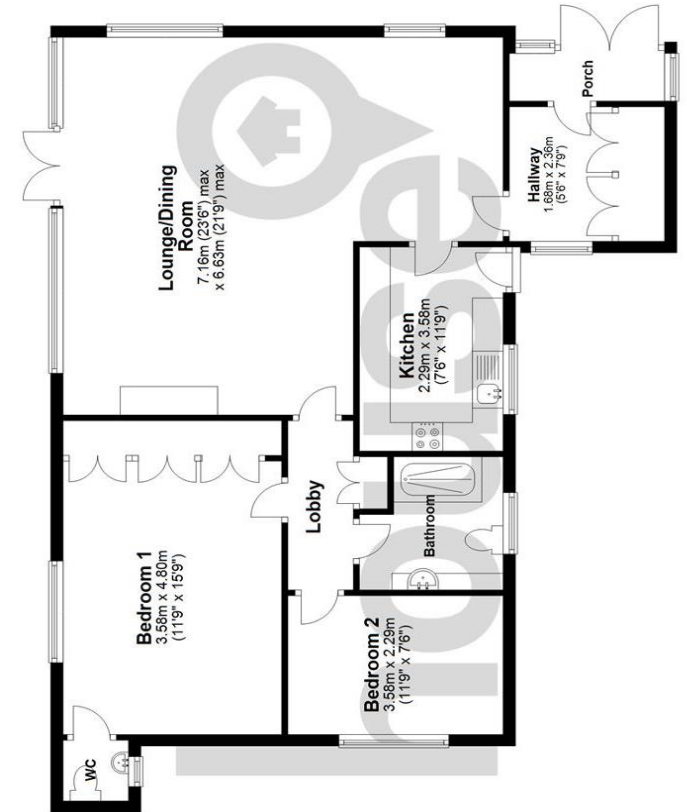 Porch
Hallway
1.68m x 2.36m
(5'6" x 7'9")
Lounge/Dining
Room
7.16m (23'6") max
x 6.63m (21'9") max
Kitchen
2.29m x 3.58m
(7'6" x 11'9")
Lobby
Bathroom
Bedroom 1
3.58m x 4.80m
(11'9" x 15'9")
Bedroom 2
3.58m x 2.29m
(11'9" x 7'6")
WC
house